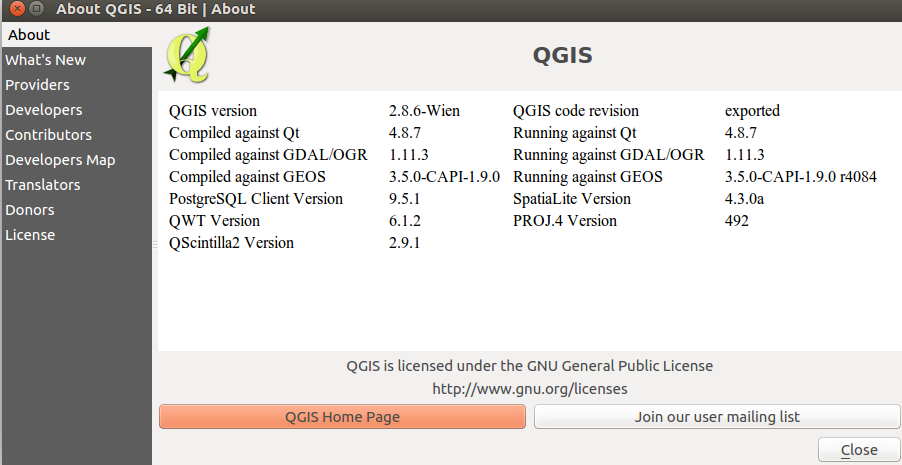 About QGIS - 64 Bit | About
About
What's New
Providers
Developers
Contributors
Developers Map
Translators
Donors
License
QGIS
QGIS version 2.8.6-Wien QGIS code revision exported
Compiled against Qt 4.8.7 Running against Qt 4.8.7
Compiled against GDAL/OGR 1.11.3 Running against GDAL/OGR 1.11.3
Compiled against GEOS 3.5.0-CAPI-1.9.0 Running against GEOS 3.5.0-CAPI-1.9.0 r4084
PostgreSQL Client Version 9.5.1 SpatiaLite Version 4.3.0a
QWT Version 6.1.2 PROJ.4 Version 492
QScintilla2 Version 2.9.1
QGIS is licensed under the GNU General Public License
http://www.gnu.org/licenses
QGIS Home Page Join our user mailing list
Close